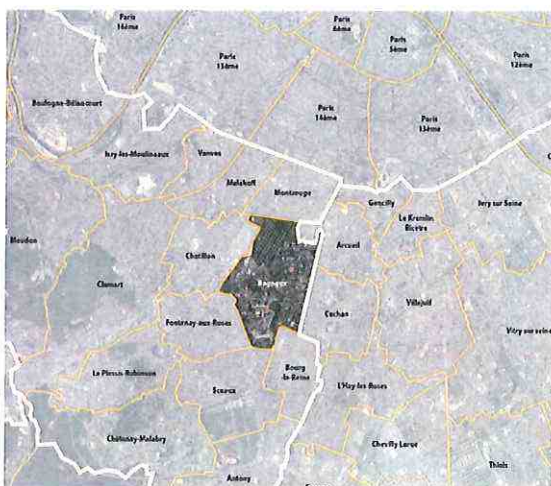 Paris
16ème
Paris
6ème
Paris
5ème
Paris
15ème
Paris
12ème
Boulogne-Billancourt
Paris
14ème
Paris
13ème
Issy-les-Moulineaux
Vanves
Malakoff
Montrouge
Gentilly
Le Kremlin
Bicêtre
Ivry sur Seine
Meudon
Châtillon
Arcueil
Clamart
Bagneux
Cachan
Villejuif
Fontenay-aux-Roses
Vitry sur seine
Le Plessis-Robinson
Bourg
-la-Reine
Sceaux
L'Haÿ-les-Roses
Châtenay-Malabry
Chevilly Larue
Thiais
Antony